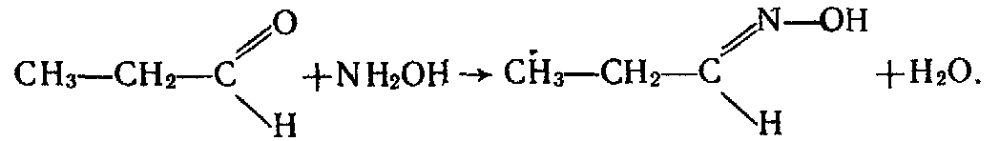 O N—OH
CH₃—CH₂—C +NH₂OH→CH₃—CH₂—C +H₂O.
H H